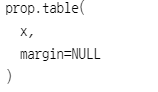 prop.table(
  x,
  margin=NULL
)